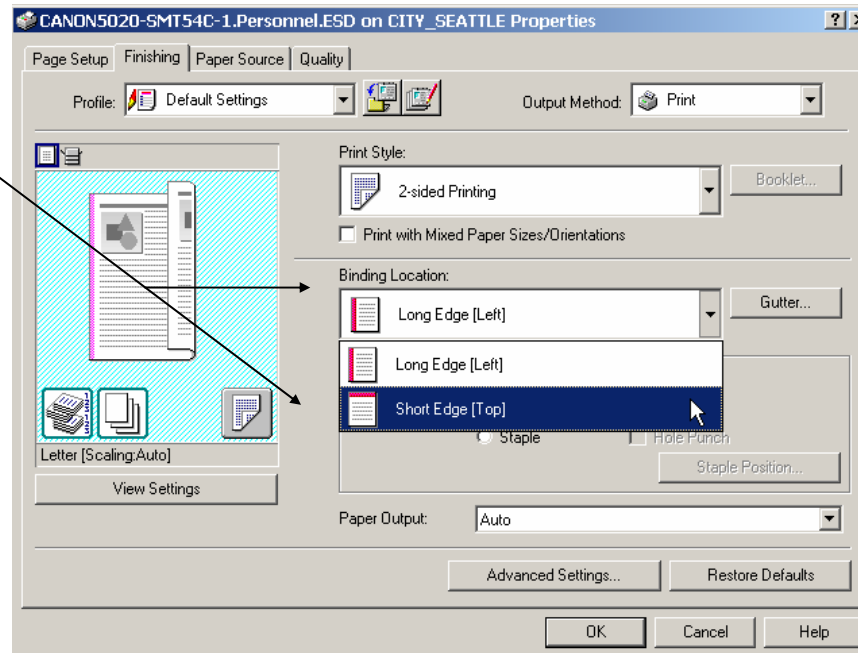 CANON5020-SMT54C-1.Personnel.ESD on CITY_SEATTLE Properties
Page Setup Finishing Paper Source Quality
Profile: Default Settings Output Method: Print
Print Style:
2-sided Printing Booklet...
Print with Mixed Paper Sizes/Orientations
Binding Location:
Long Edge [Left] Gutter...
Long Edge [Left]
Short Edge [Top]
Staple Hole Punch
Letter [Scaling:Auto]
Staple Position...
View Settings
Paper Output: Auto
Advanced Settings... Restore Defaults
OK Cancel Help